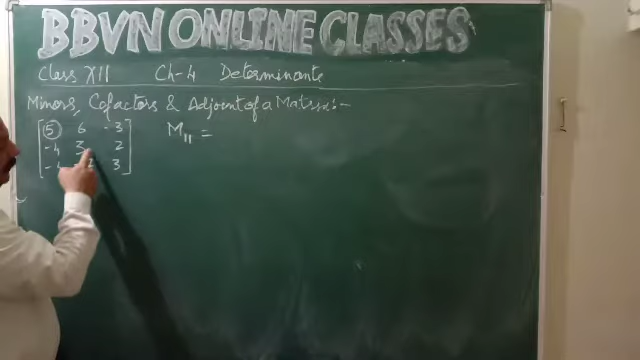 BBVN ONLINE CLASSES
Class XII Ch-4 Determinants
Minors, Cofactors & Adjoint of a Matrix:-
5 6 -3
-4 3 2
-4 3
M₁₁ =